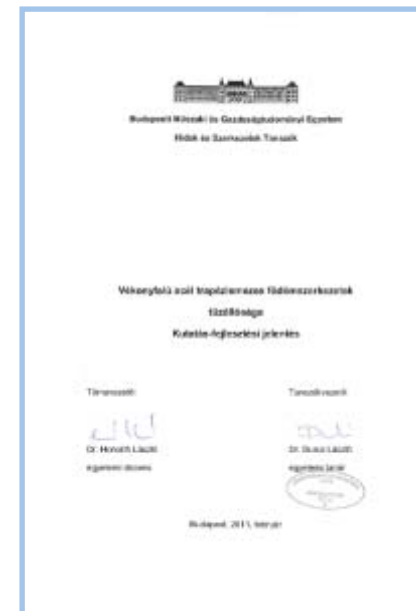 Budapesti Műszaki és Gazdaságtudományi Egyetem
Hidak és Szerkezetek Tanszék
Vékonyfalú acél trapézlemezes födémszerkezetek
tűzállósága
Kutatás-fejlesztési jelentés
Témavezető:
Tanszékvezető:
Dr. Horváth László
Dr. Dunai László
egyetemi docens
egyetemi tanár
Budapest, 2011. február